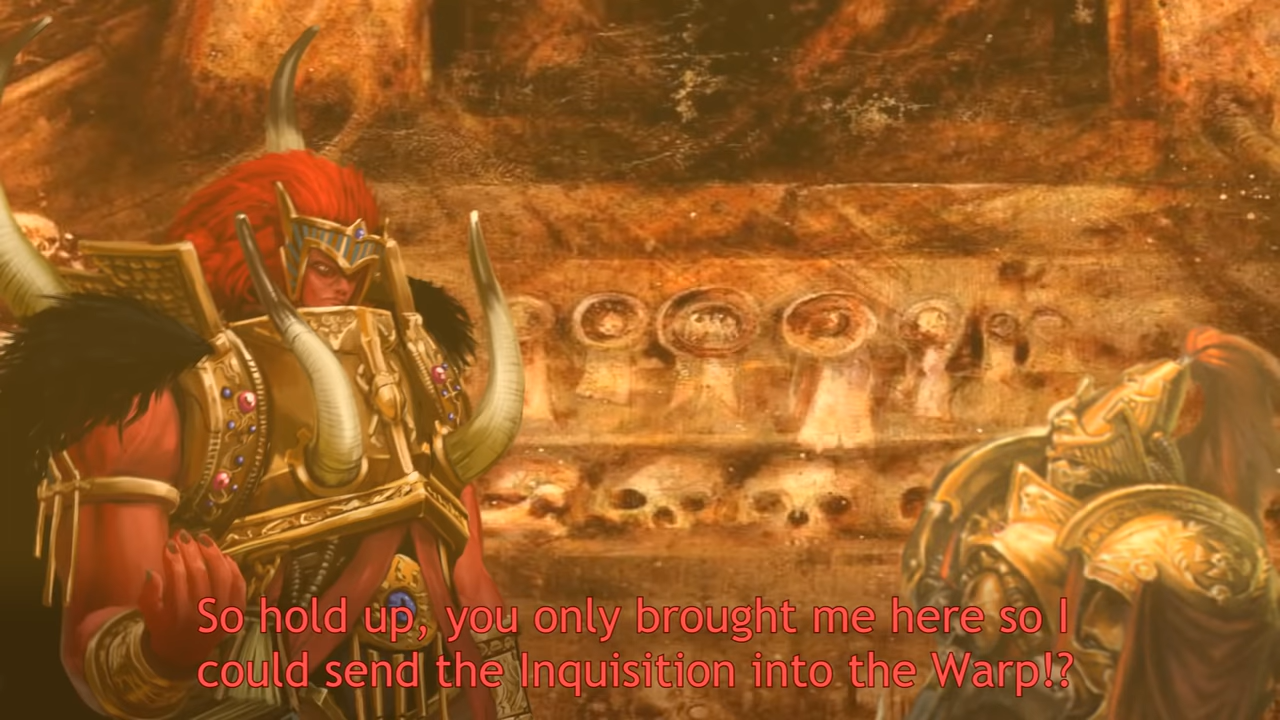 So hold up, you only brought me here so I
could send the Inquisition into the Warp!?